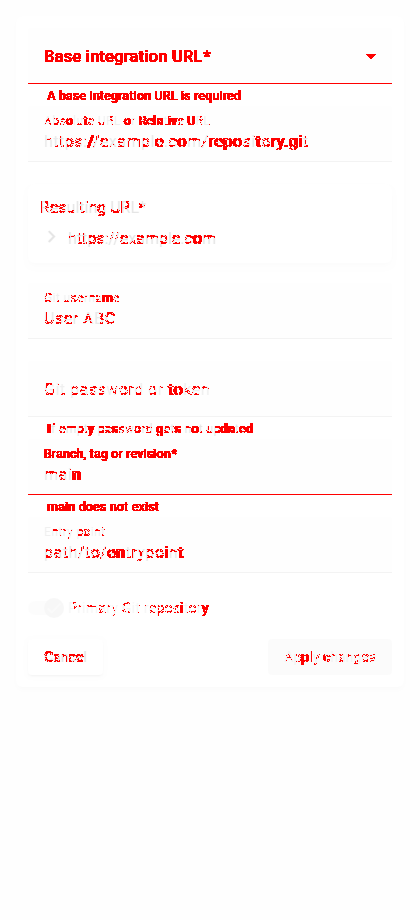 Base integration URL*
A base integration URL is required
Absolute URL or Relative URL
https://example.com/repository.git
Resulting URL*
https://example.com
Git username
User ABC
Git password or token
If empty password gets not updated
Branch, tag or revision*
main
main does not exist
Entrypoint
path/to/entrypoint
Primary Git repository
Cancel
Apply changes